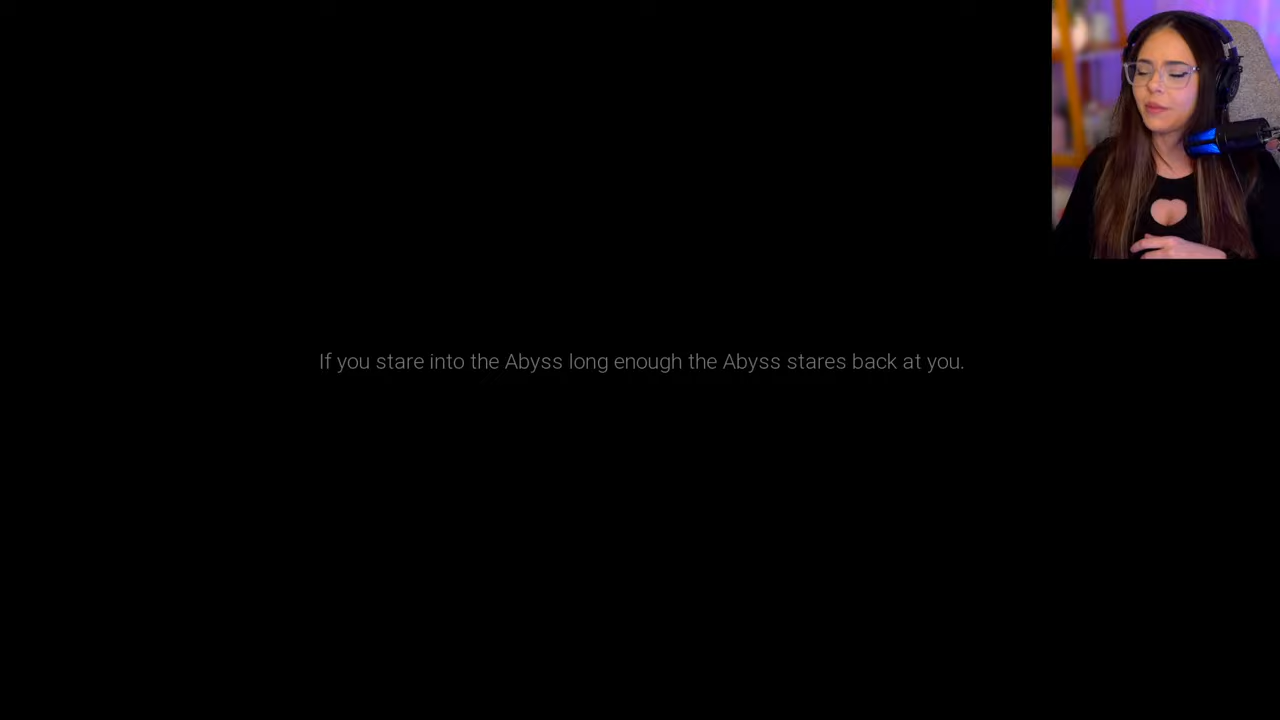 If you stare into the Abyss long enough the Abyss stares back at you.